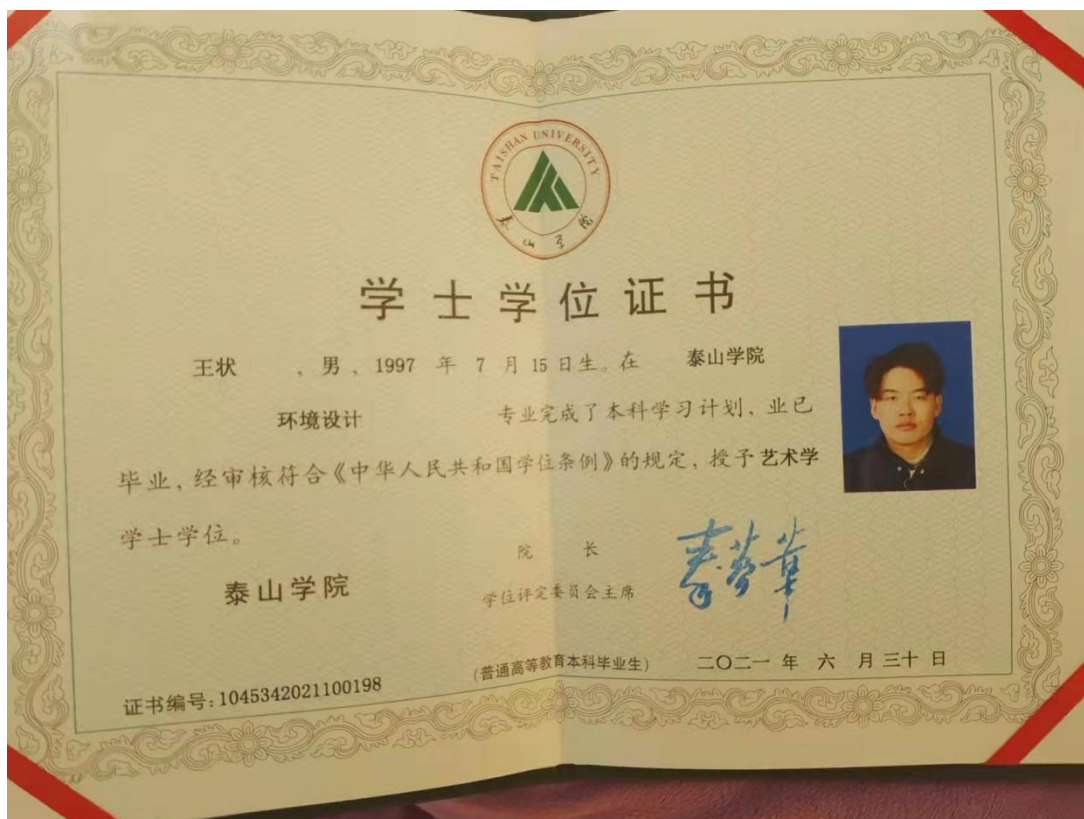 TAISHAN UNIVERSITY
泰山学院
学士学位证书
王状 ，男，1997 年 7 月 15 日生。在 泰山学院
环境设计 专业完成了本科学习计划，业已
毕业，经审核符合《中华人民共和国学位条例》的规定，授予 艺术学
学士学位。
院 长
泰山学院
学位评定委员会主席
(普通高等教育本科毕业生)
二〇二一 年 六 月 三十 日
证书编号:1045342021100198